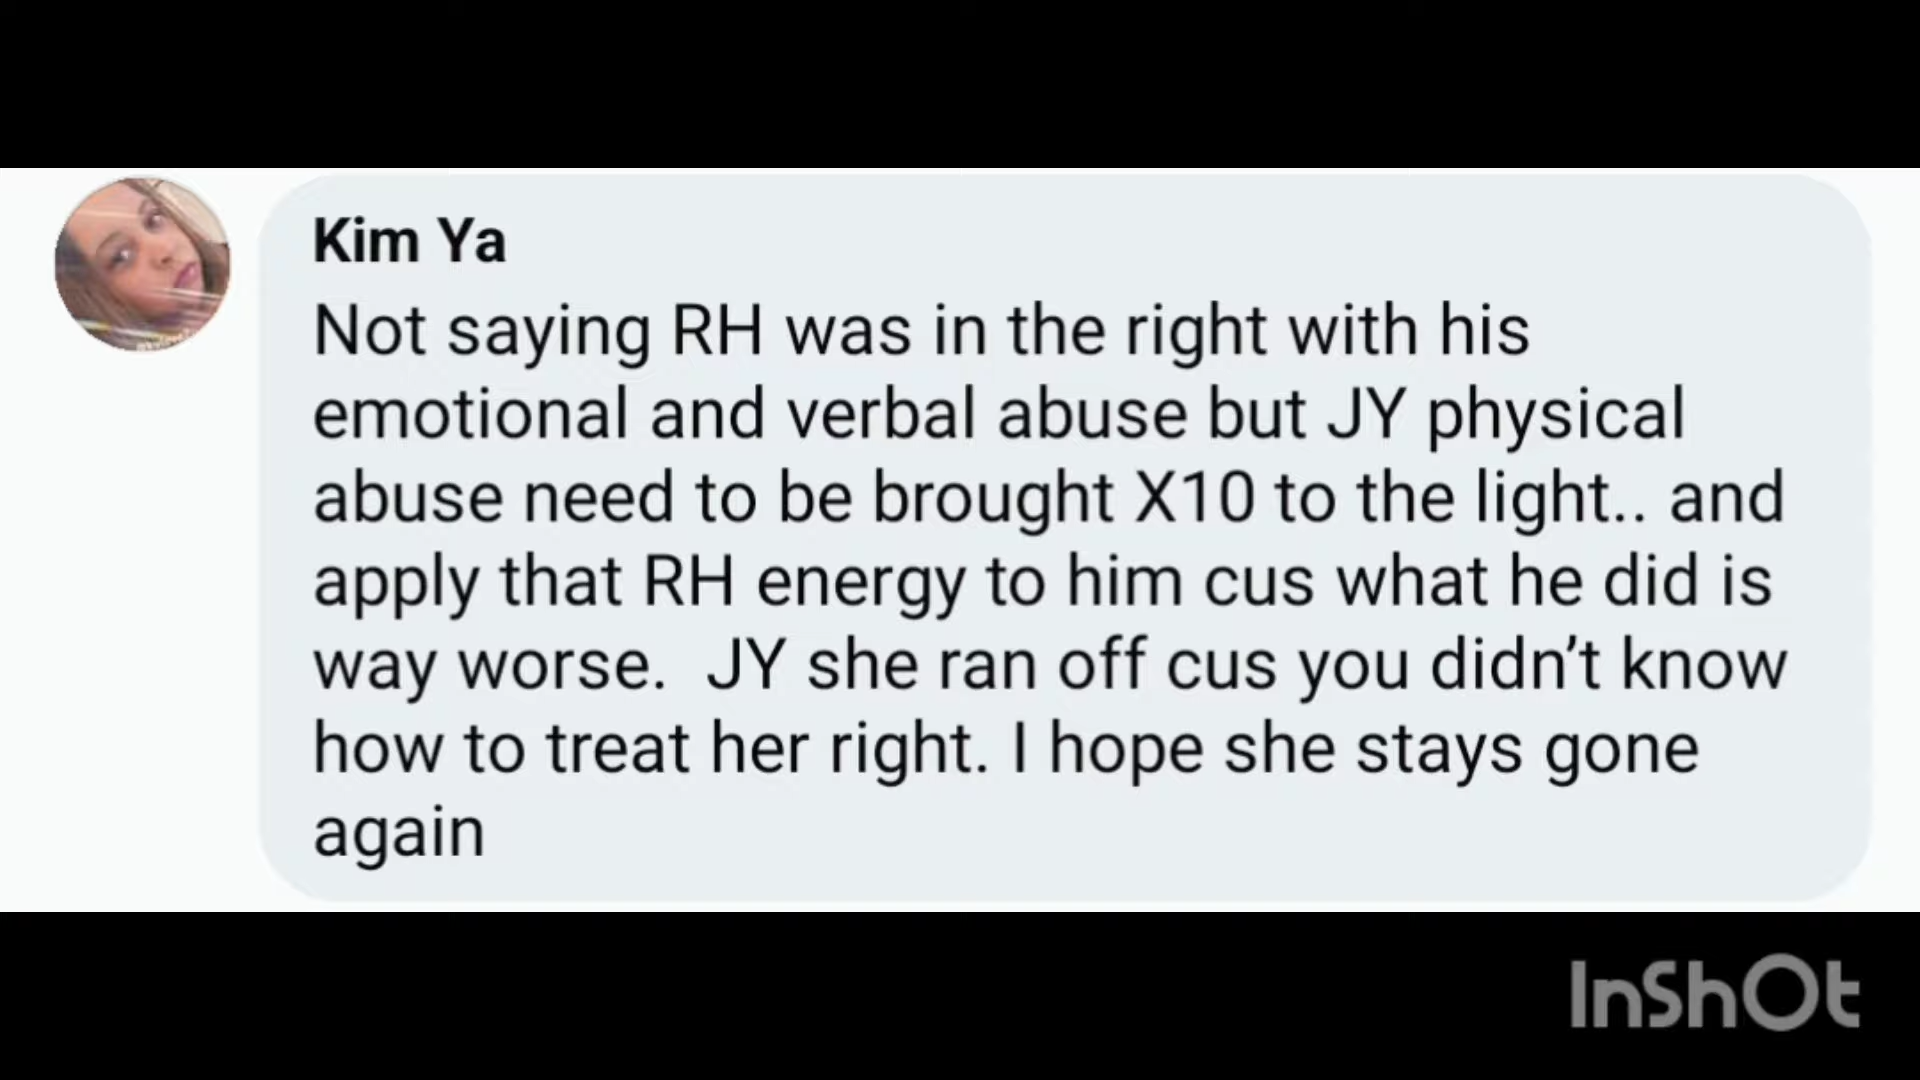 Kim Ya
Not saying RH was in the right with his
emotional and verbal abuse but JY physical
abuse need to be brought X10 to the light.. and
apply that RH energy to him cus what he did is
way worse.  JY she ran off cus you didn’t know
how to treat her right. I hope she stays gone
again
InShOt